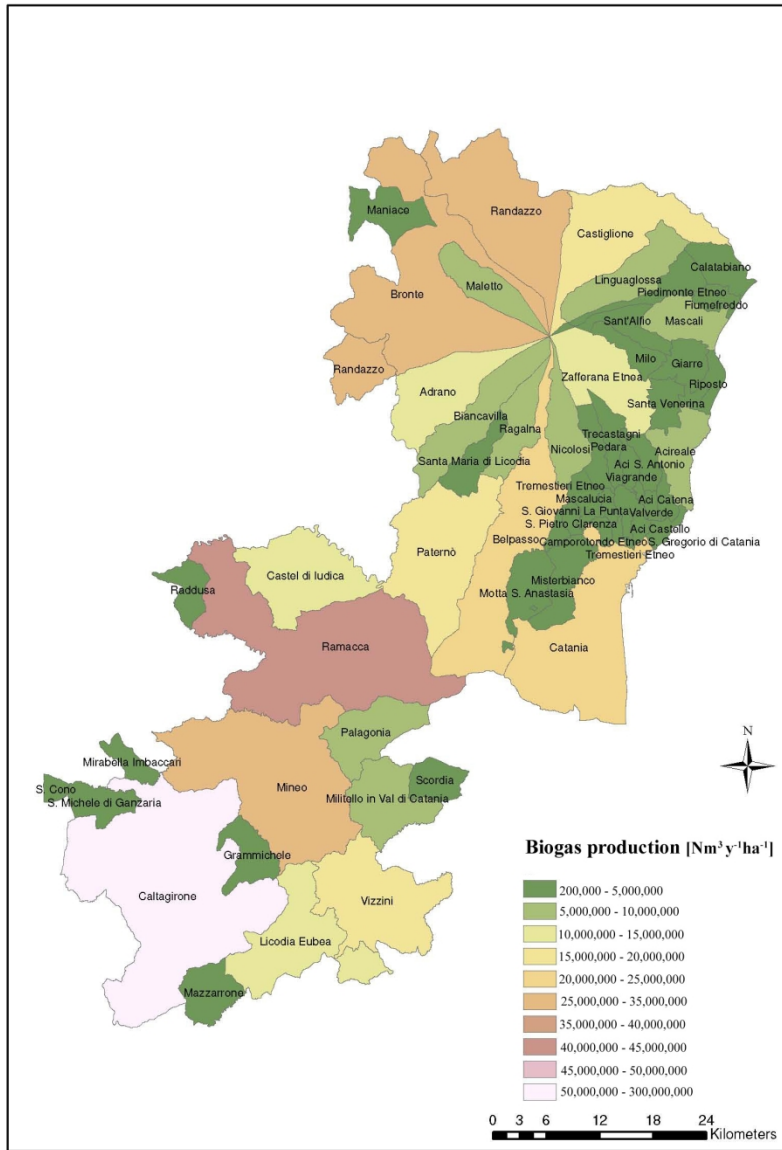 Maniace
Randazzo
Castiglione
Calatabiano
Linguaglossa
Piedimonte Etneo
Maletto
Bronte
Fiumefreddo
Sant'Alfio
Mascali
Milo
Giarre
Randazzo
Zafferana Etnea
Riposto
Adrano
Santa Venerina
Biancavilla
Ragalna
Trecastagni
Nicolosi
Pedara
Acireale
Santa Maria di Licodia
Aci S. Antonio
Viagrande
Tremestieri Etneo
Mascalucia
Aci Catena
S. Giovanni La Punta
Valverde
S. Pietro Clarenza
Aci Castello
Belpasso
Camporotondo Etneo
S. Gregorio di Catania
Paternò
Tremestieri Etneo
Castel di Iudica
Misterbianco
Raddusa
Motta S. Anastasia
Ramacca
Catania
Palagonia
N
Mirabella Imbaccari
Scordia
S. Cono
Mineo
S. Michele di Ganzaria
Militello in Val di Catania
Grammichele
Biogas production [Nm³ y⁻¹ha⁻¹]
Caltagirone
Vizzini
Licodia Eubea
Mazzarrone
200,000 - 5,000,000
5,000,000 - 10,000,000
10,000,000 - 15,000,000
15,000,000 - 20,000,000
20,000,000 - 25,000,000
25,000,000 - 35,000,000
35,000,000 - 40,000,000
40,000,000 - 45,000,000
45,000,000 - 50,000,000
50,000,000 - 300,000,000
0 3 6 12 18 24
Kilometers